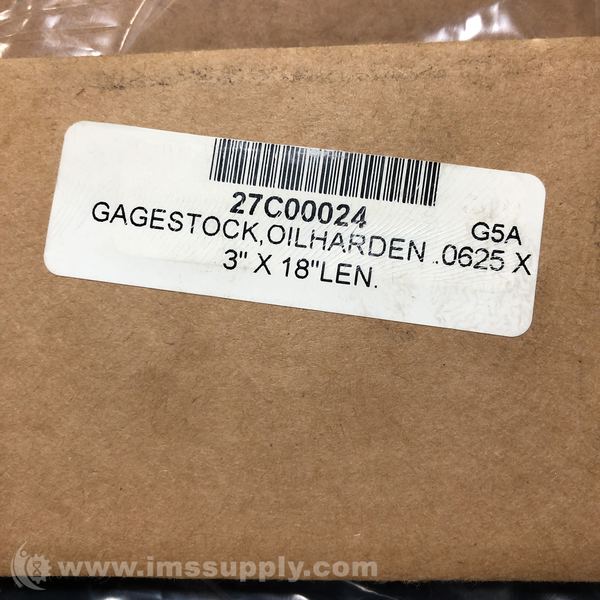 27C00024
G5A
GAGESTOCK,OILHARDEN .0625 X
3" X 18"LEN.
www.imssupply.com